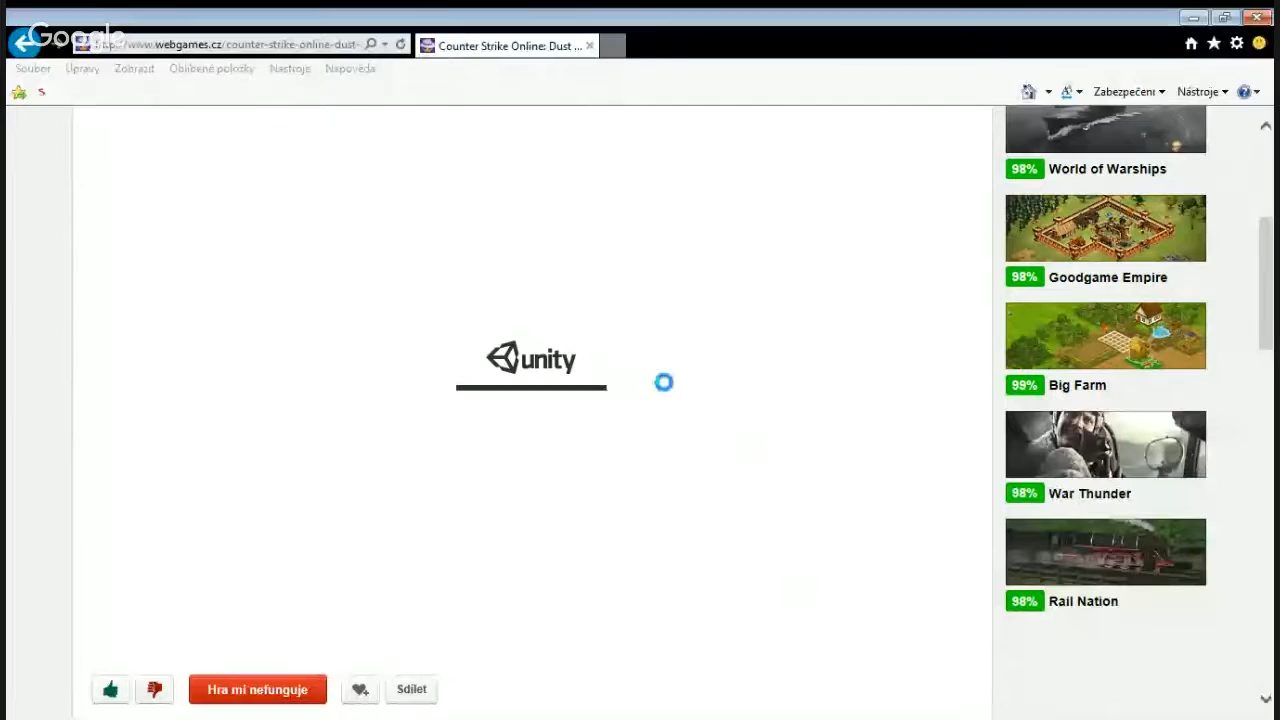 Google
http://www.webgames.cz/counter-strike-online-dust-
Counter Strike Online: Dust ...
Soubor Úpravy Zobrazit Oblíbené položky Nástroje Nápověda
Zabezpečení Nástroje
98% World of Warships
98% Goodgame Empire
unity
99% Big Farm
98% War Thunder
98% Rail Nation
Hra mi nefunguje
Sdílet